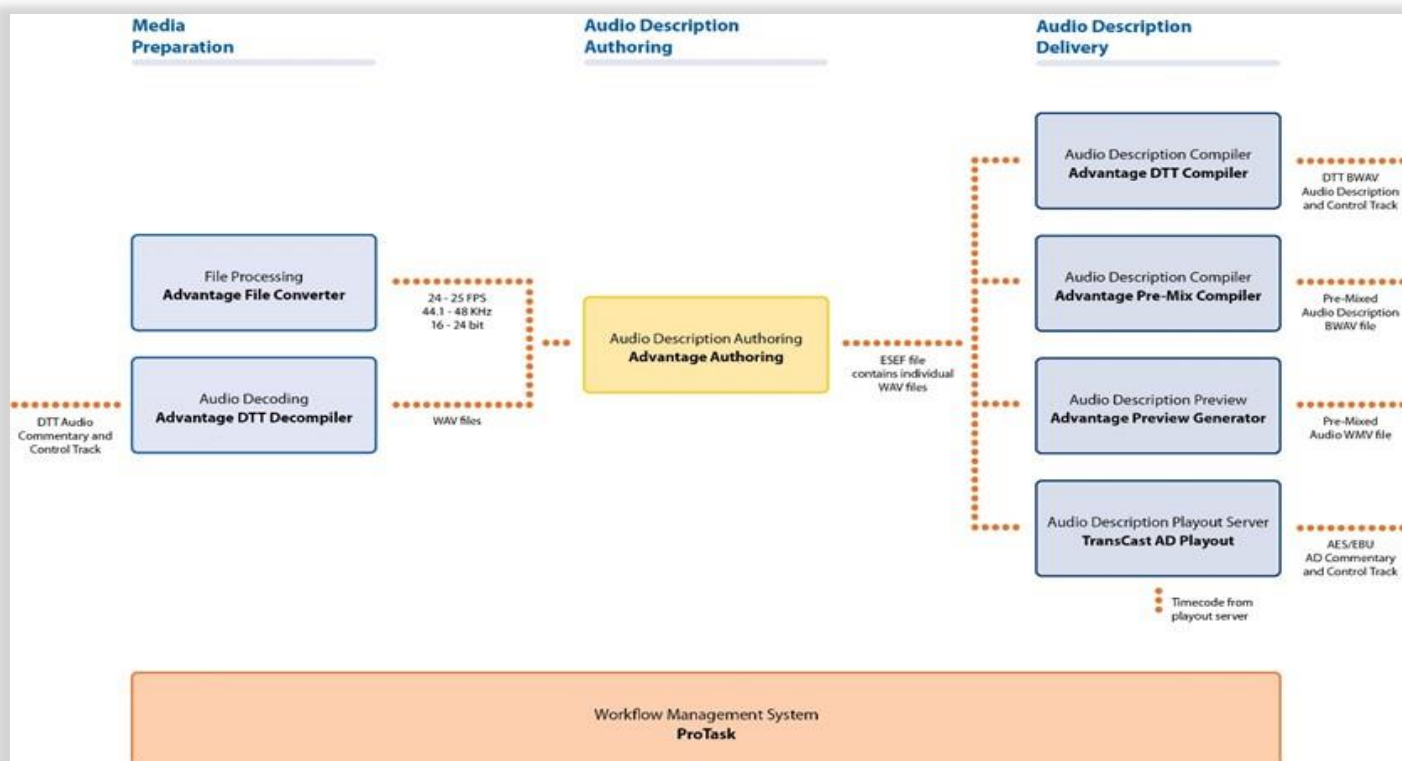 Media
Preparation
Audio Description
Authoring
Audio Description
Delivery
File Processing
Advantage File Converter
24 - 25 FPS
44.1 - 48 KHz
16 - 24 bit
Audio Decoding
Advantage DTT Decompiler
DTT Audio
Commentary and
Control Track
WAV files
Audio Description Authoring
Advantage Authoring
ESEF file
contains individual
WAV files
Audio Description Compiler
Advantage DTT Compiler
DTT BWAV
Audio Description
and Control Track
Audio Description Compiler
Advantage Pre-Mix Compiler
Pre-Mixed
Audio Description
BWAV file
Audio Description Preview
Advantage Preview Generator
Pre-Mixed
Audio WMV file
Audio Description Playout Server
TransCast AD Playout
AES/EBU
AD Commentary
and Control Track
Timecode from
playout server
Workflow Management System
ProTask